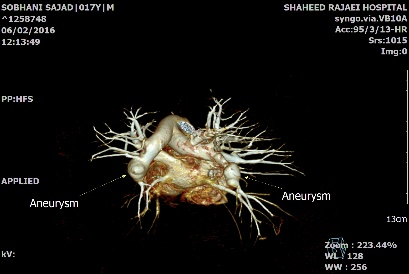 SOBHANI SAJAD|017Y|M
^1258748
06/02/2016
12:13:49
SHAHEED RAJAEI HOSPITAL
syngo.via.VB10A
Acc:95/3/13-HR
Srs:1015
Img:0
PP:HFS
APPLIED
Aneurysm
Aneurysm
13cm
kV:
Zoom : 223.44%
WL : 128
WW : 256